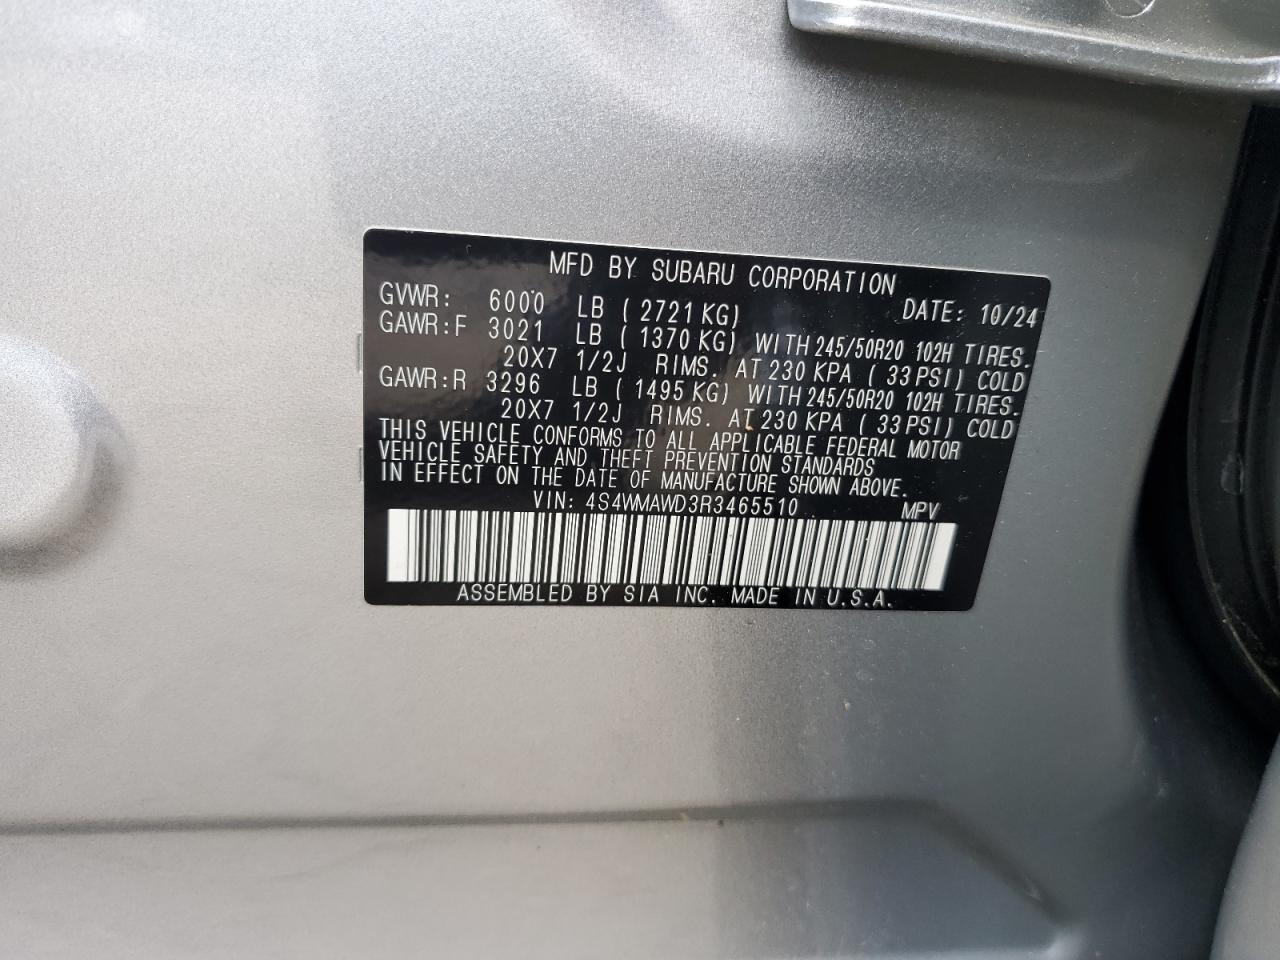 MFD BY SUBARU CORPORATION
GVWR: 6000 LB (2721 KG) DATE: 10/24
GAWR:F 3021 LB (1370 KG) WITH 245/50R20 102H TIRES.
20X7 1/2J RIMS. AT 230 KPA (33 PSI) COLD
GAWR:R 3296 LB (1495 KG) WITH 245/50R20 102H TIRES.
20X7 1/2J RIMS. AT 230 KPA (33 PSI) COLD
THIS VEHICLE CONFORMS TO ALL APPLICABLE FEDERAL MOTOR
VEHICLE SAFETY AND THEFT PREVENTION STANDARDS
IN EFFECT ON THE DATE OF MANUFACTURE SHOWN ABOVE.
VIN: 4S4WMAWD3R3465510 MPV
ASSEMBLED BY SIA INC. MADE IN U.S.A.